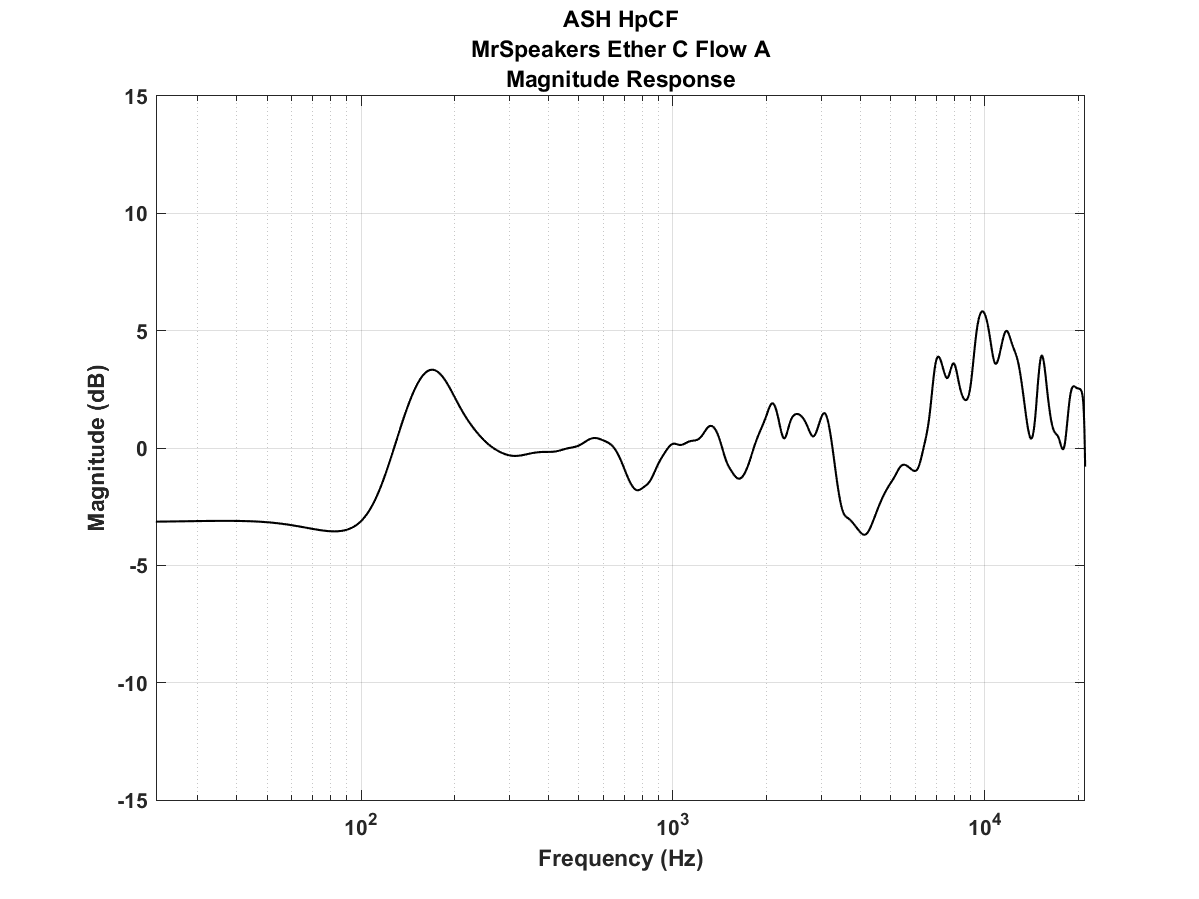 ASH HpCF
MrSpeakers Ether C Flow A
Magnitude Response
15
10
5
0
-5
-10
-15
Magnitude (dB)
10^2
10^3
10^4
Frequency (Hz)